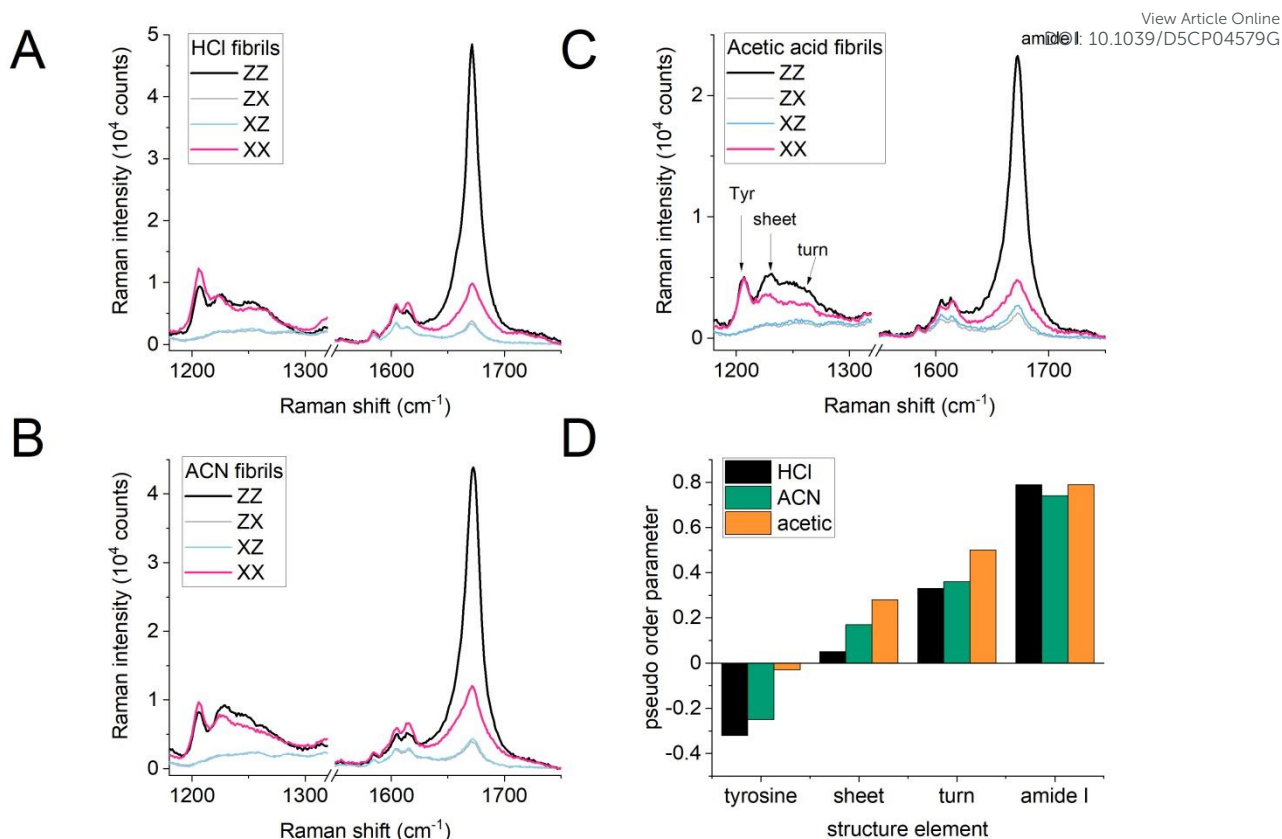 View Article Online
DOI: 10.1039/D5CP04579G
A
HCl fibrils
ZZ
ZX
XZ
XX
Raman intensity (10⁴ counts)
5
4
3
2
1
0
1200
1300
1600
1700
Raman shift (cm⁻¹)
C
Acetic acid fibrils
ZZ
ZX
XZ
XX
amide I
Tyr
sheet
turn
Raman intensity (10⁴ counts)
2
1
0
1200
1300
1600
1700
Raman shift (cm⁻¹)
B
ACN fibrils
ZZ
ZX
XZ
XX
Raman intensity (10⁴ counts)
4
3
2
1
0
1200
1300
1600
1700
Raman shift (cm⁻¹)
D
HCl
ACN
acetic
pseudo order parameter
0.8
0.6
0.4
0.2
0
-0.2
-0.4
tyrosine
sheet
turn
amide I
structure element